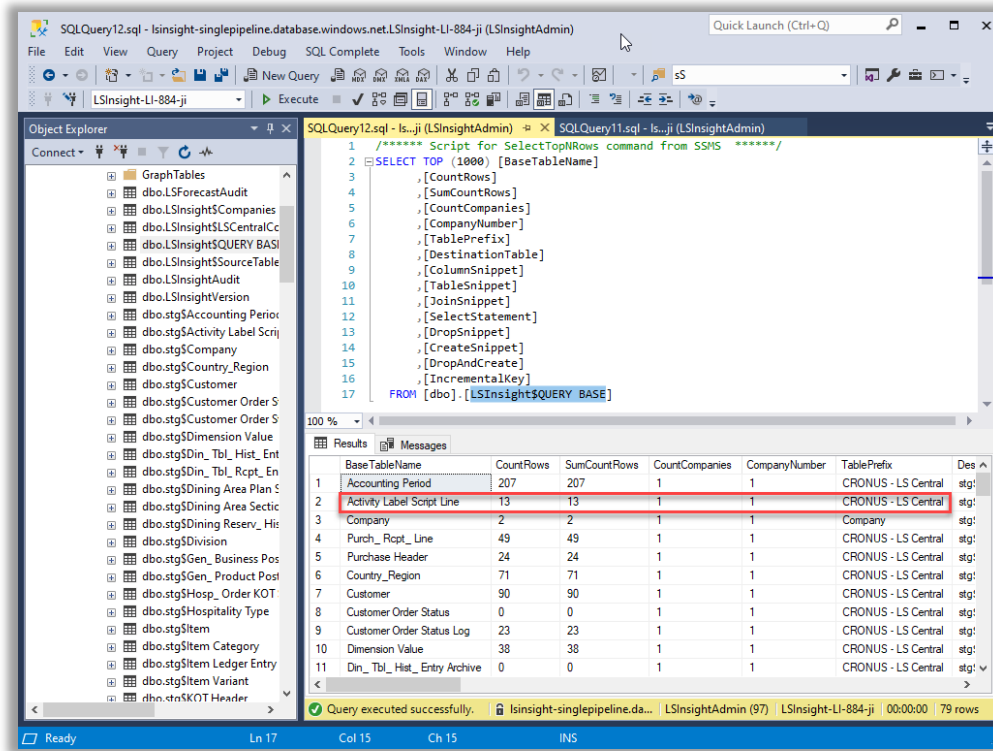 SQLQuery12.sql - lsinsight-singlepipeline.database.windows.net.LSInsight-LI-884-ji (LSInsightAdmin)
Quick Launch (Ctrl+Q)
File Edit View Query Project Debug SQL Complete Tools Window Help
New Query MDX DMX XMLA DAX sS
LSInsight-LI-884-ji Execute
Object Explorer
Connect
GraphTables
dbo.LSForecastAudit
dbo.LSInsight$Companies
dbo.LSInsight$LSCentralCc
dbo.LSInsight$QUERY BASI
dbo.LSInsight$SourceTable
dbo.LSInsightAudit
dbo.LSInsightVersion
dbo.stg$Accounting Period
dbo.stg$Activity Label Scrip
dbo.stg$Company
dbo.stg$Country_Region
dbo.stg$Customer
dbo.stg$Customer Order S
dbo.stg$Customer Order S
dbo.stg$Dimension Value
dbo.stg$Din_ Tbl_ Hist_ Ent
dbo.stg$Din_ Tbl_ Rcpt_ En
dbo.stg$Dining Area Plan S
dbo.stg$Dining Area Sectic
dbo.stg$Dining Reserv_ His
dbo.stg$Division
dbo.stg$Gen_ Business Pos
dbo.stg$Gen_ Product Post
dbo.stg$Hosp_ Order KOT
dbo.stg$Hospitality Type
dbo.stg$Item
dbo.stg$Item Category
dbo.stg$Item Ledger Entry
dbo.stg$Item Variant
dbo.stg$KOT Header
SQLQuery12.sql - ls...ji (LSInsightAdmin) SQLQuery11.sql - ls...ji (LSInsightAdmin)
1 /****** Script for SelectTopNRows command from SSMS ******/
2 SELECT TOP (1000) [BaseTableName]
3 ,[CountRows]
4 ,[SumCountRows]
5 ,[CountCompanies]
6 ,[CompanyNumber]
7 ,[TablePrefix]
8 ,[DestinationTable]
9 ,[ColumnSnippet]
10 ,[TableSnippet]
11 ,[JoinSnippet]
12 ,[SelectStatement]
13 ,[DropSnippet]
14 ,[CreateSnippet]
15 ,[DropAndCreate]
16 ,[IncrementalKey]
17 FROM [dbo].[LSInsight$QUERY BASE]
100 %
Results Messages
BaseTableName CountRows SumCountRows CountCompanies CompanyNumber TablePrefix Des
1 Accounting Period 207 207 1 1 CRONUS - LS Central stg$
2 Activity Label Script Line 13 13 1 1 CRONUS - LS Central stg$
3 Company 2 2 1 1 Company stg$
4 Purch_ Rcpt_ Line 49 49 1 1 CRONUS - LS Central stg$
5 Purchase Header 24 24 1 1 CRONUS - LS Central stg$
6 Country_Region 71 71 1 1 CRONUS - LS Central stg$
7 Customer 90 90 1 1 CRONUS - LS Central stg$
8 Customer Order Status 0 0 1 1 CRONUS - LS Central stg$
9 Customer Order Status Log 23 23 1 1 CRONUS - LS Central stg$
10 Dimension Value 38 38 1 1 CRONUS - LS Central stg$
11 Din_ Tbl_ Hist_ Entry Archive 0 0 1 1 CRONUS - LS Central stg$
Query executed successfully. lsinsight-singlepipeline.da... LSInsightAdmin (97) LSInsight-LI-884-ji 00:00:00 79 rows
Ready Ln 17 Col 15 Ch 15 INS